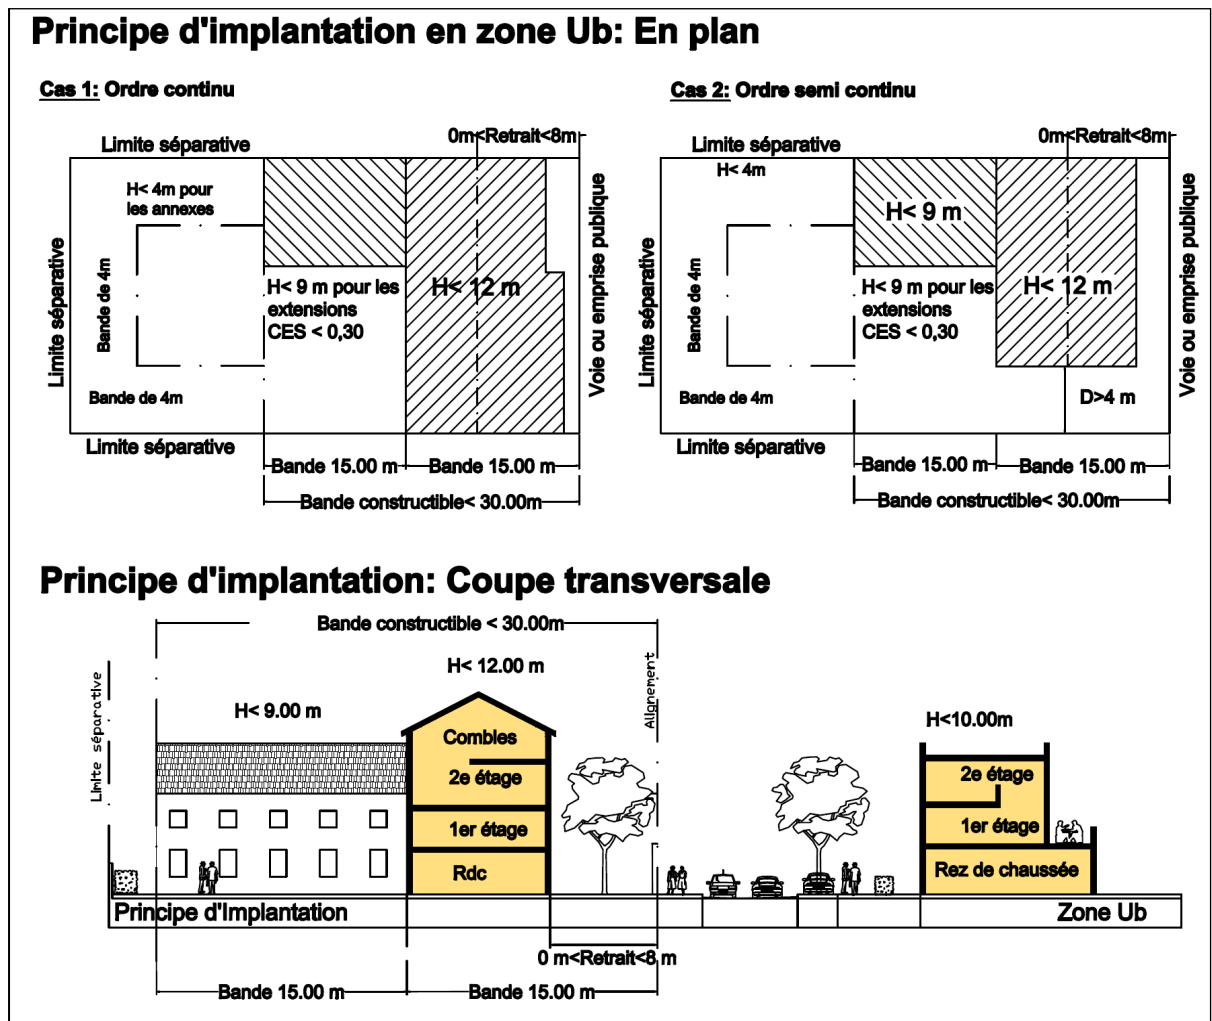 Principe d'implantation en zone Ub: En plan
Cas 1: Ordre continu
Limite séparative
0m<Retrait<8m
H< 4m pour
les annexes
Limite séparative
Bande de 4m
H< 9 m pour les
extensions
CES < 0,30
H< 12 m
Voie ou emprise publique
Bande de 4m
Limite séparative
Bande 15.00 m
Bande 15.00 m
Bande constructible< 30.00m
Cas 2: Ordre semi continu
Limite séparative
0m<Retrait<8m
H< 4m
H< 9 m
Limite séparative
Bande de 4m
H< 9 m pour les
extensions
CES < 0,30
H< 12 m
Voie ou emprise publique
Bande de 4m
D>4 m
Limite séparative
Bande 15.00 m
Bande 15.00 m
Bande constructible< 30.00m
Principe d'implantation: Coupe transversale
Bande constructible < 30.00m
H< 12.00 m
Alignement
Limite séparative
H< 9.00 m
H<10.00m
Combles
2e étage
1er étage
Rdc
2e étage
1er étage
Rez de chaussée
Principe d'Implantation
Zone Ub
0 m<Retrait<8 m
Bande 15.00 m
Bande 15.00 m